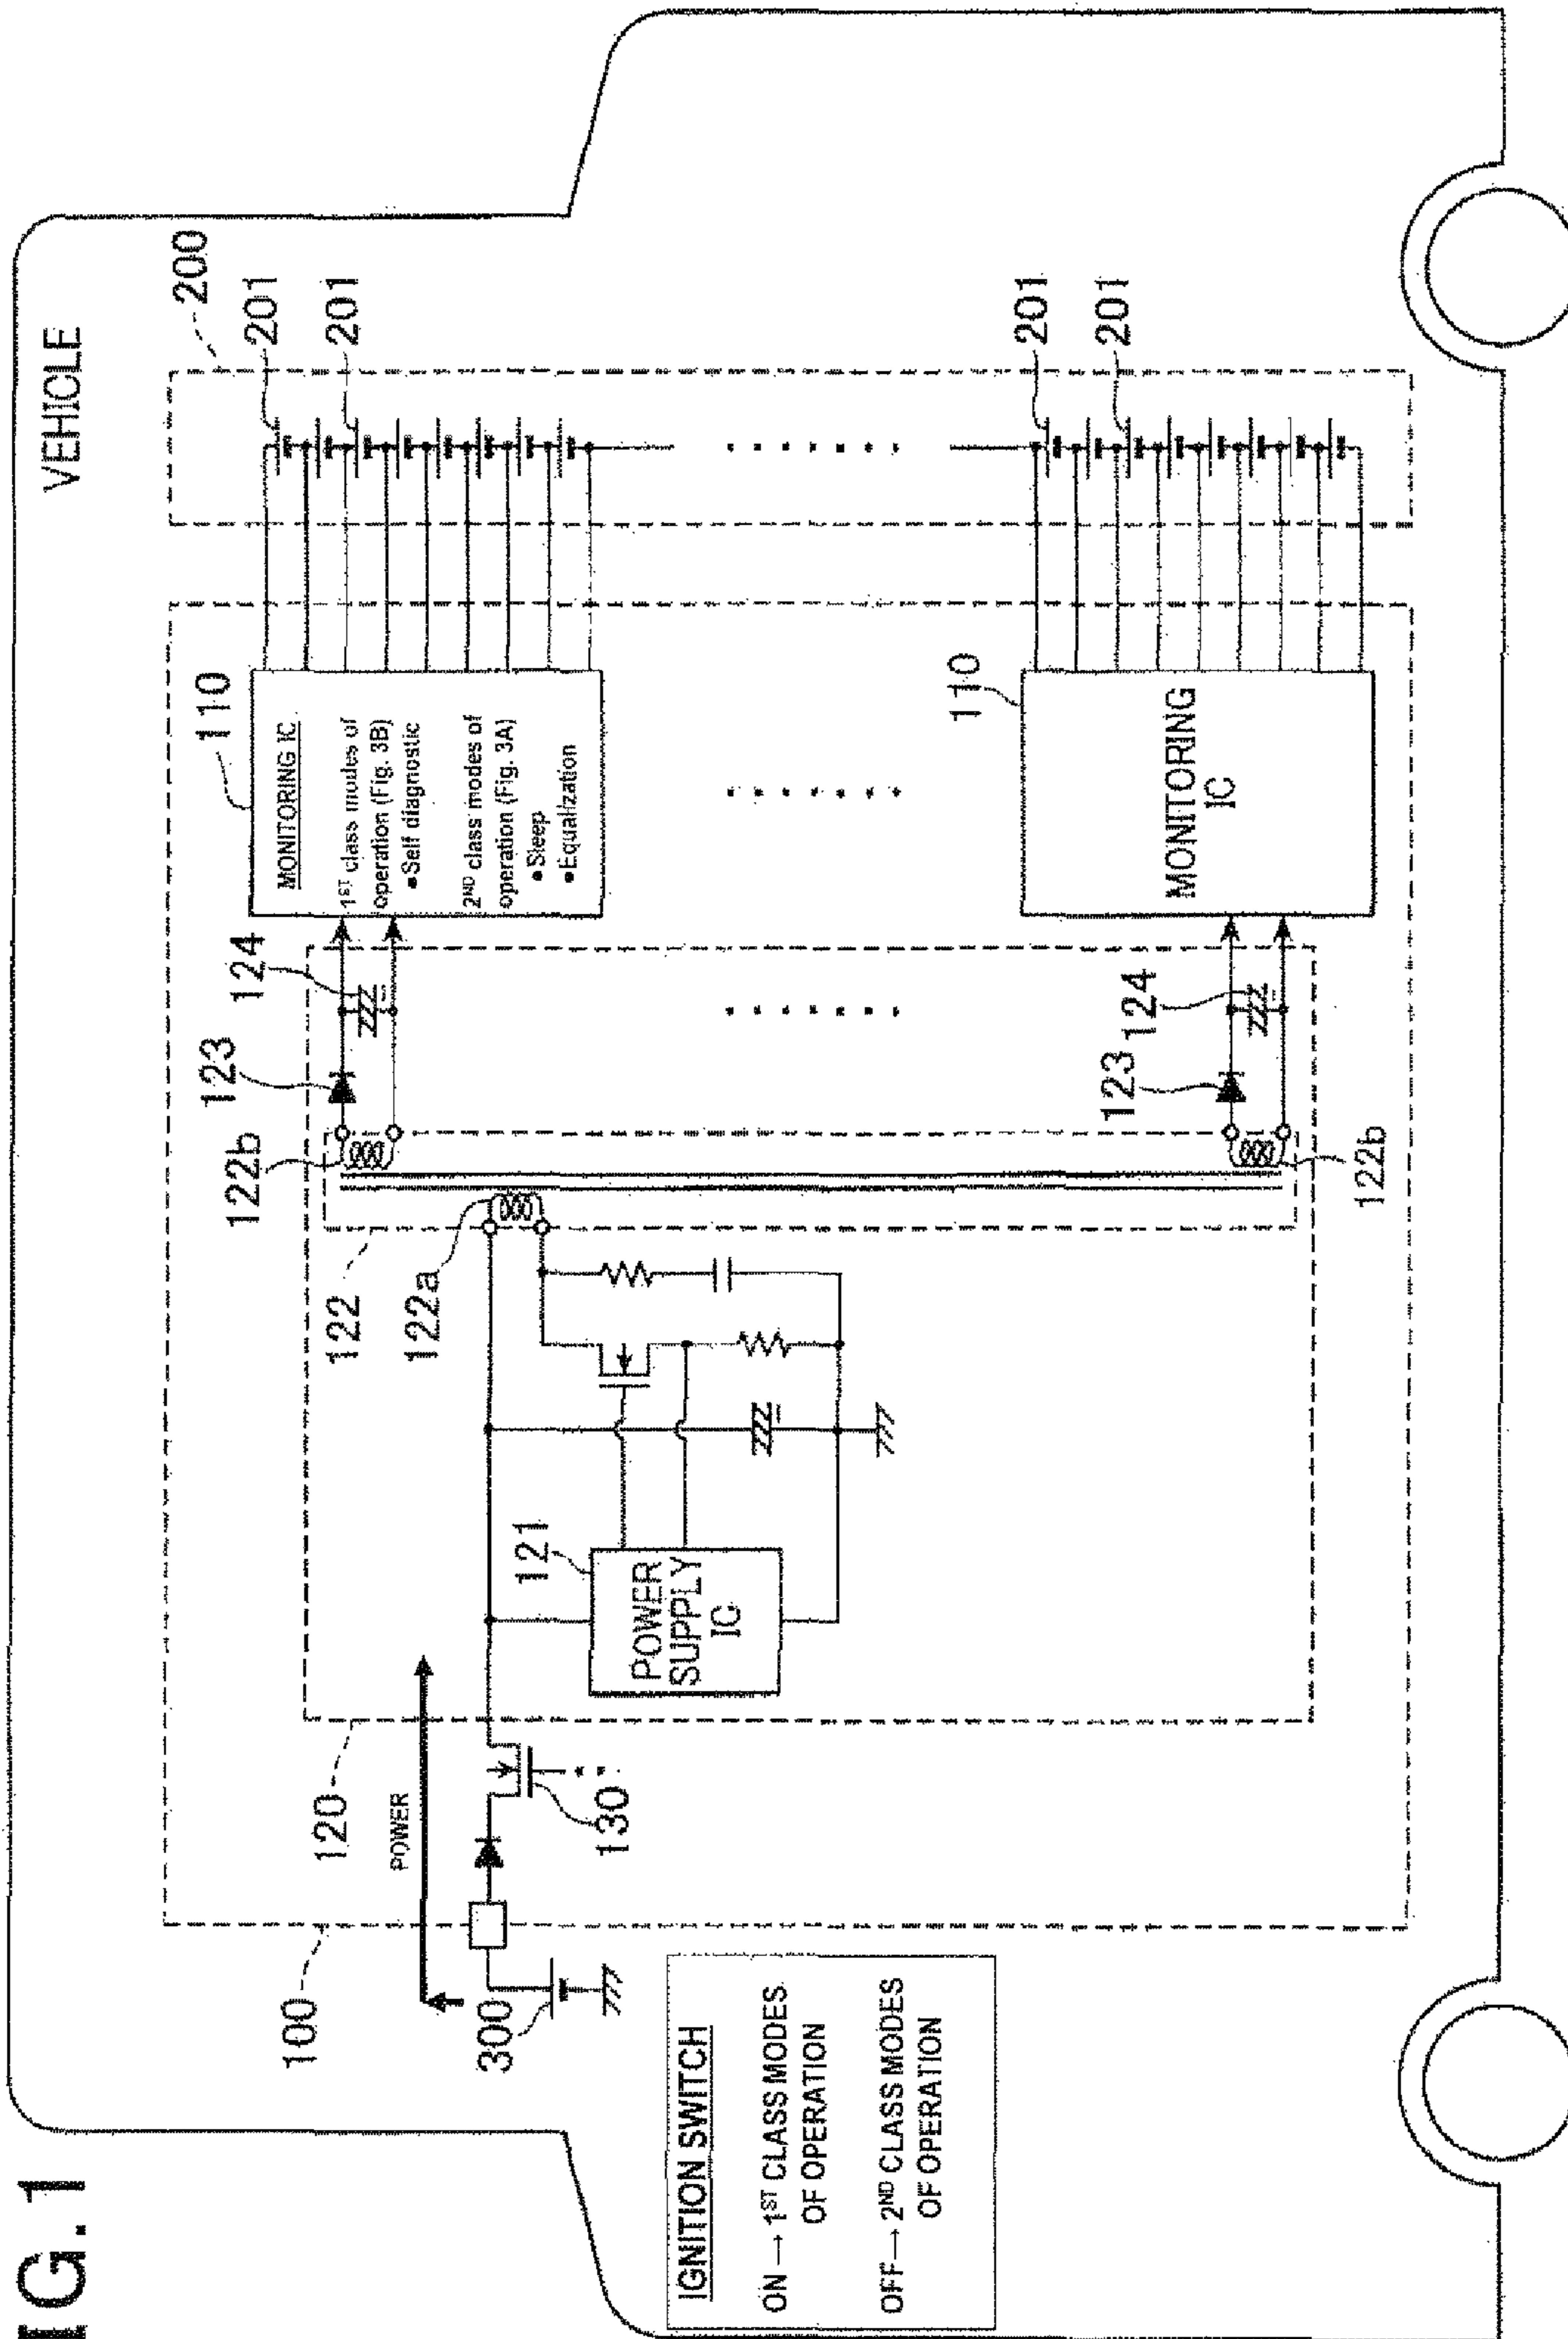 FIG. 1
VEHICLE
200
201
201
201
201
110
MONITORING IC
1ST class modes of
operation (Fig. 3B)
•Self diagnostic
2ND class modes of
operation (Fig. 3A)
•Sleep
•Equalization
110
MONITORING
IC
124
124
123
123
122b
122b
122
122a
121
POWER
SUPPLY
IC
120
POWER
130
100
300
IGNITION SWITCH
ON → 1ST CLASS MODES
OF OPERATION
OFF → 2ND CLASS MODES
OF OPERATION